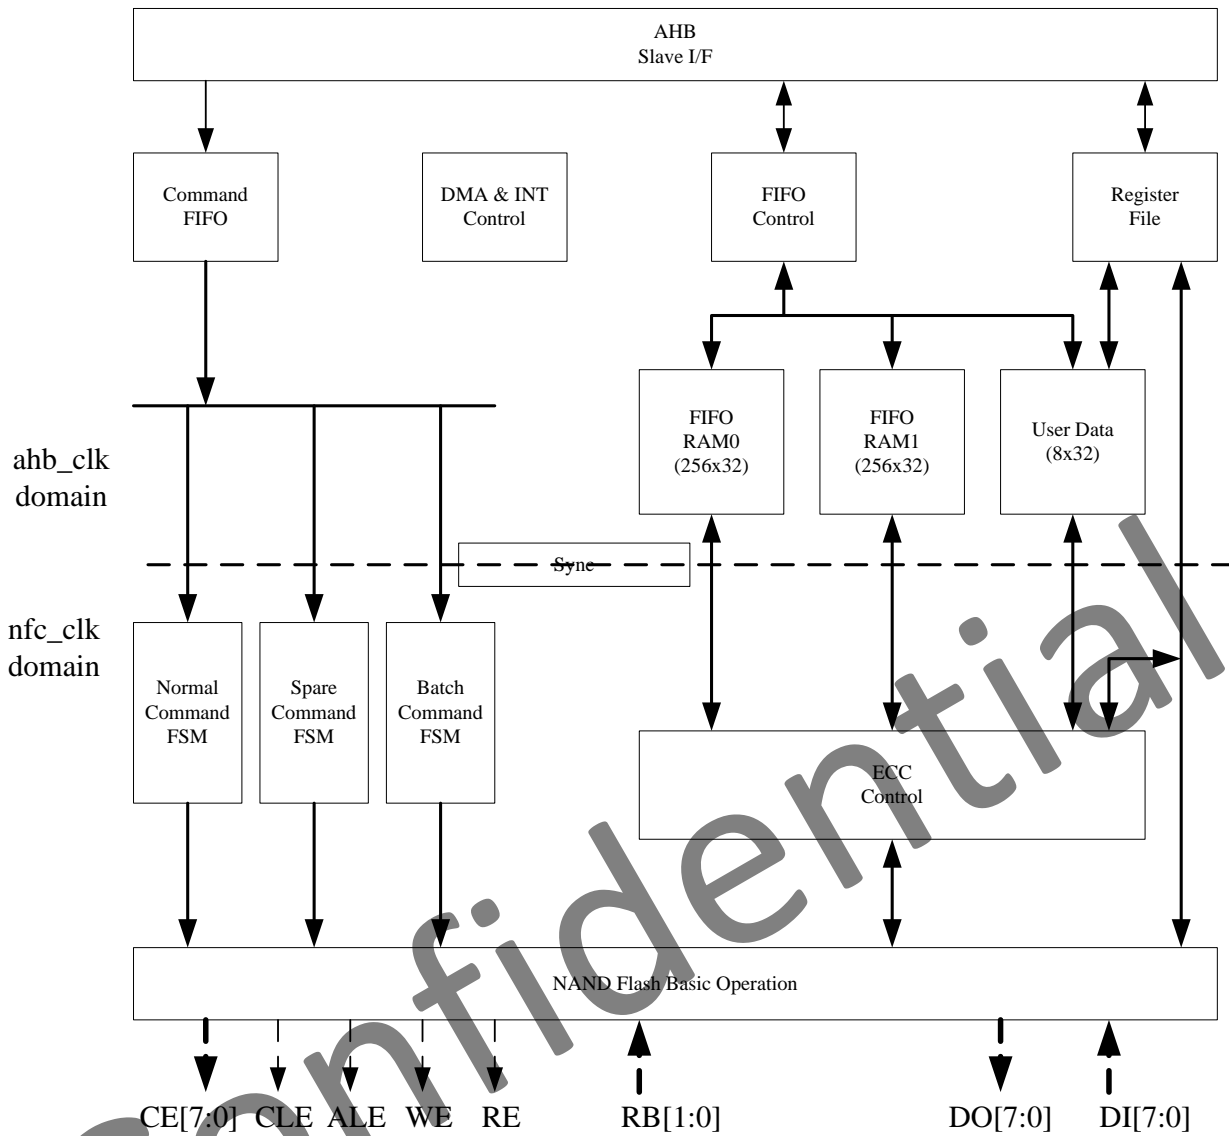 AHB
Slave I/F
Command
FIFO
DMA & INT
Control
FIFO
Control
Register
File
FIFO
RAM0
(256x32)
FIFO
RAM1
(256x32)
User Data
(8x32)
ahb_clk
domain
Sync
nfc_clk
domain
Normal
Command
FSM
Spare
Command
FSM
Batch
Command
FSM
ECC
Control
NAND Flash Basic Operation
CE[7:0] CLE ALE WE RE RB[1:0] DO[7:0] DI[7:0]
onfidential